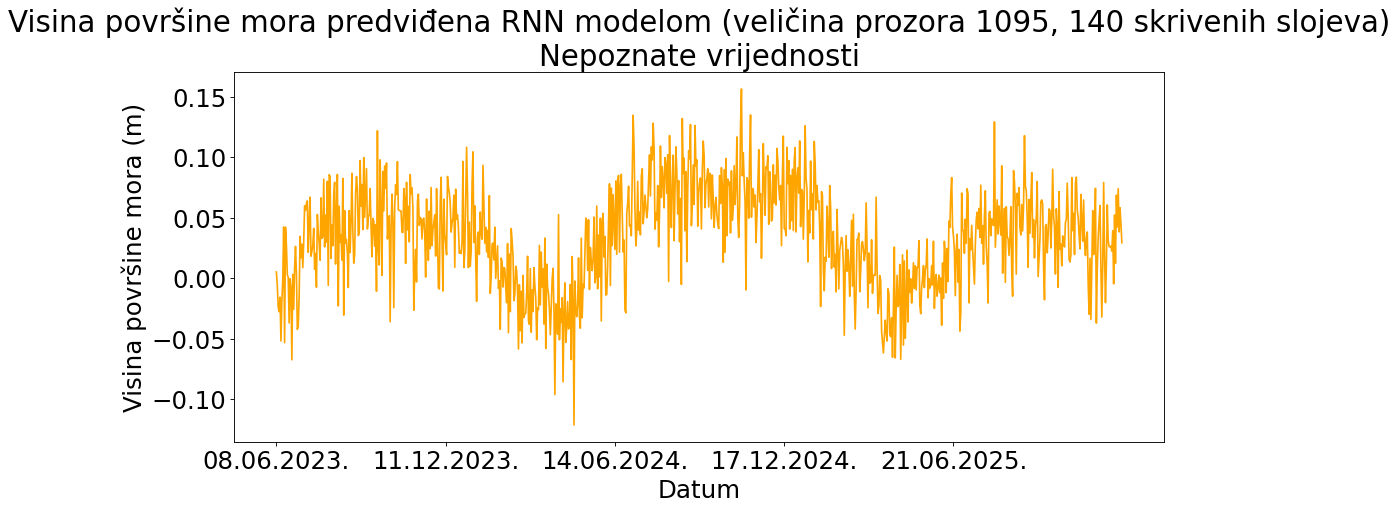 Visina površine mora predviđena RNN modelom (veličina prozora 1095, 140 skrivenih slojeva)
Nepoznate vrijednosti
Visina površine mora (m)
0.15
0.10
0.05
0.00
−0.05
−0.10
08.06.2023. 11.12.2023. 14.06.2024. 17.12.2024. 21.06.2025.
Datum